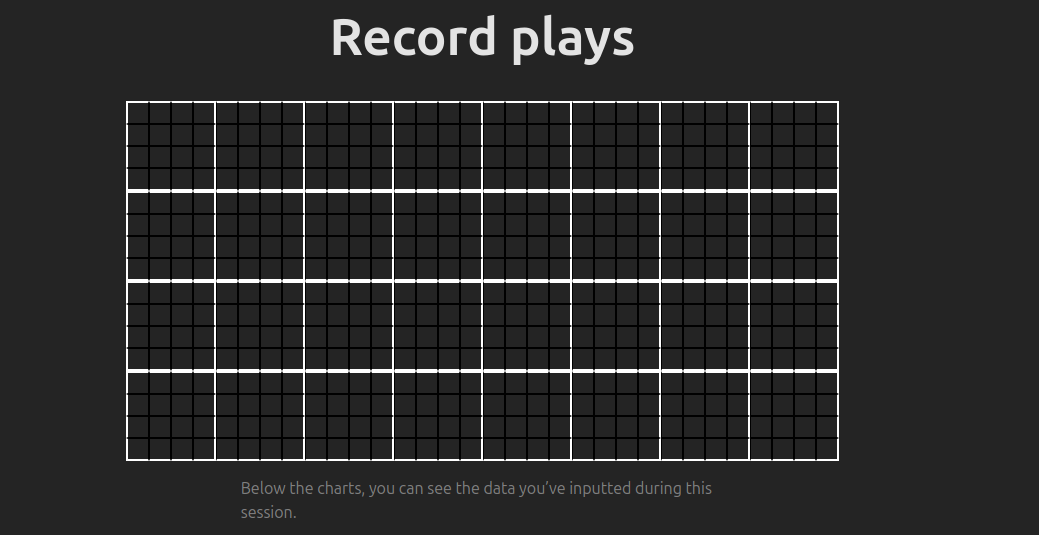 Record plays
Below the charts, you can see the data you've inputted during this
session.